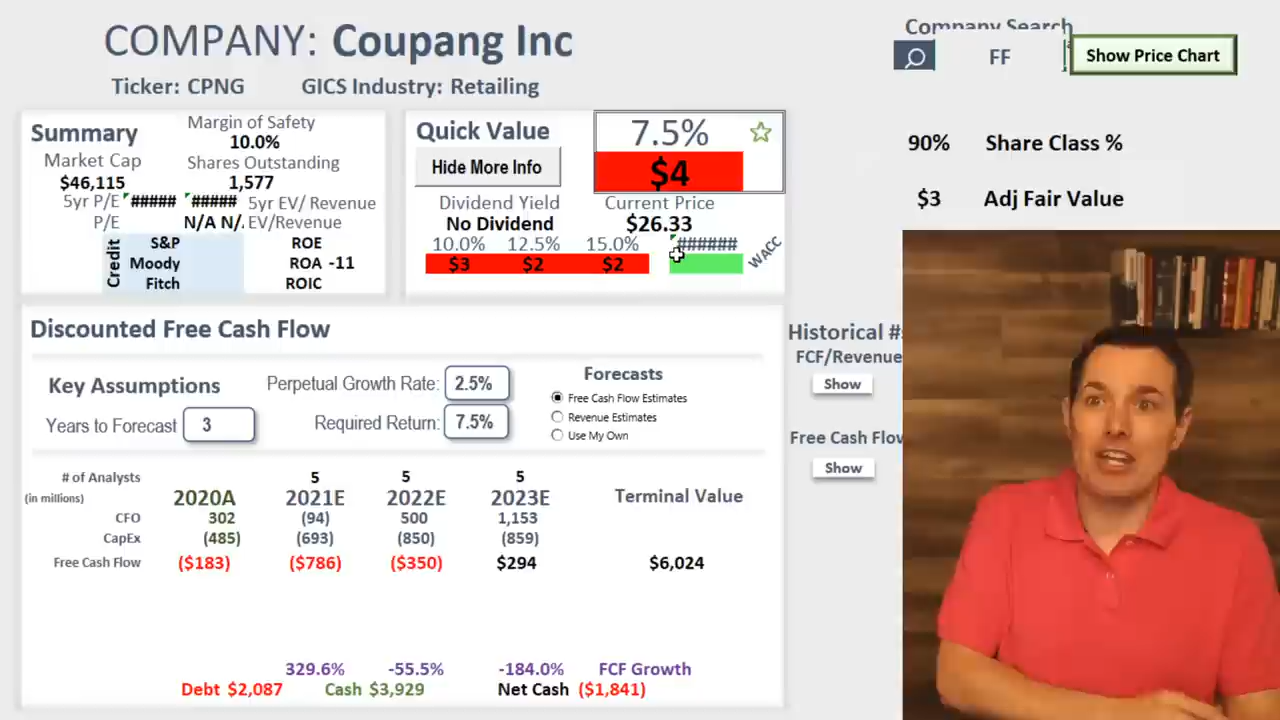 COMPANY: Coupang Inc
Ticker: CPNG GICS Industry: Retailing
Company Search
FF
Show Price Chart
90% Share Class %
$3 Adj Fair Value
Summary
Margin of Safety
10.0%
Market Cap Shares Outstanding
$46,115 1,577
5yr P/E ##### ##### 5yr EV/ Revenue
P/E N/A N/. EV/Revenue
Credit
S&P ROE
Moody ROA -11
Fitch ROIC
Quick Value
7.5%
Hide More Info
$4
Dividend Yield Current Price
No Dividend $26.33
10.0% 12.5% 15.0% ######
$3 $2 $2
WACC
Discounted Free Cash Flow
Key Assumptions
Perpetual Growth Rate: 2.5%
Years to Forecast 3
Required Return: 7.5%
Forecasts
Free Cash Flow Estimates
Revenue Estimates
Use My Own
Historical #
FCF/Revenue
Show
Free Cash Flow
Show
# of Analysts 5 5 5
(in millions) 2020A 2021E 2022E 2023E Terminal Value
CFO 302 (94) 500 1,153
CapEx (485) (693) (850) (859)
Free Cash Flow ($183) ($786) ($350) $294 $6,024
329.6% -55.5% -184.0% FCF Growth
Debt $2,087 Cash $3,929 Net Cash ($1,841)